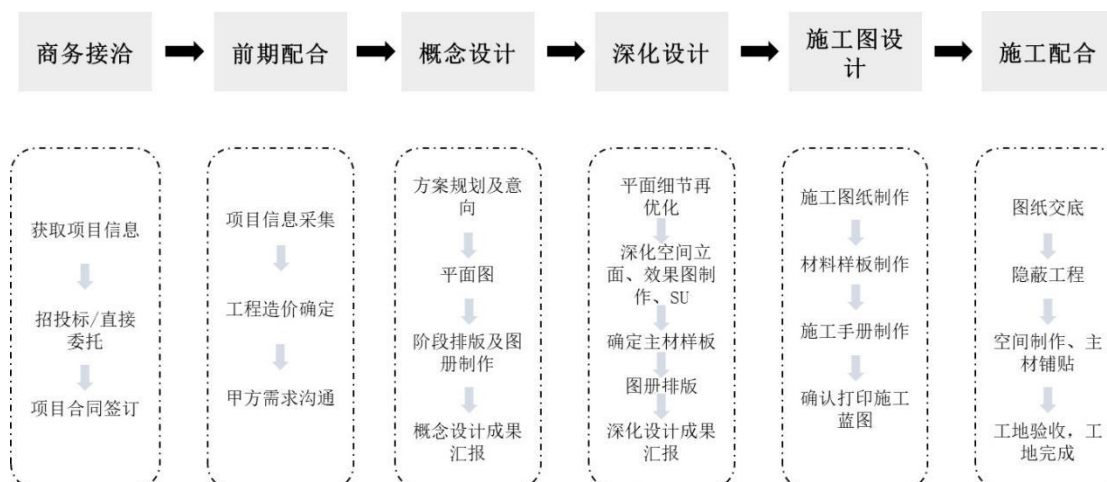 商务接洽
前期配合
概念设计
深化设计
施工图设
计
施工配合
获取项目信息
招投标/直接
委托
项目合同签订
项目信息采集
工程造价确定
甲方需求沟通
方案规划及意
向
平面图
阶段排版及图
册制作
概念设计成果
汇报
平面细节再
优化
深化空间立
面、效果图制
作、SU
确定主材样板
图册排版
深化设计成果
汇报
施工图纸制作
材料样板制作
施工手册制作
确认打印施工
蓝图
图纸交底
隐蔽工程
空间制作、主
材铺贴
工地验收，工
地完成